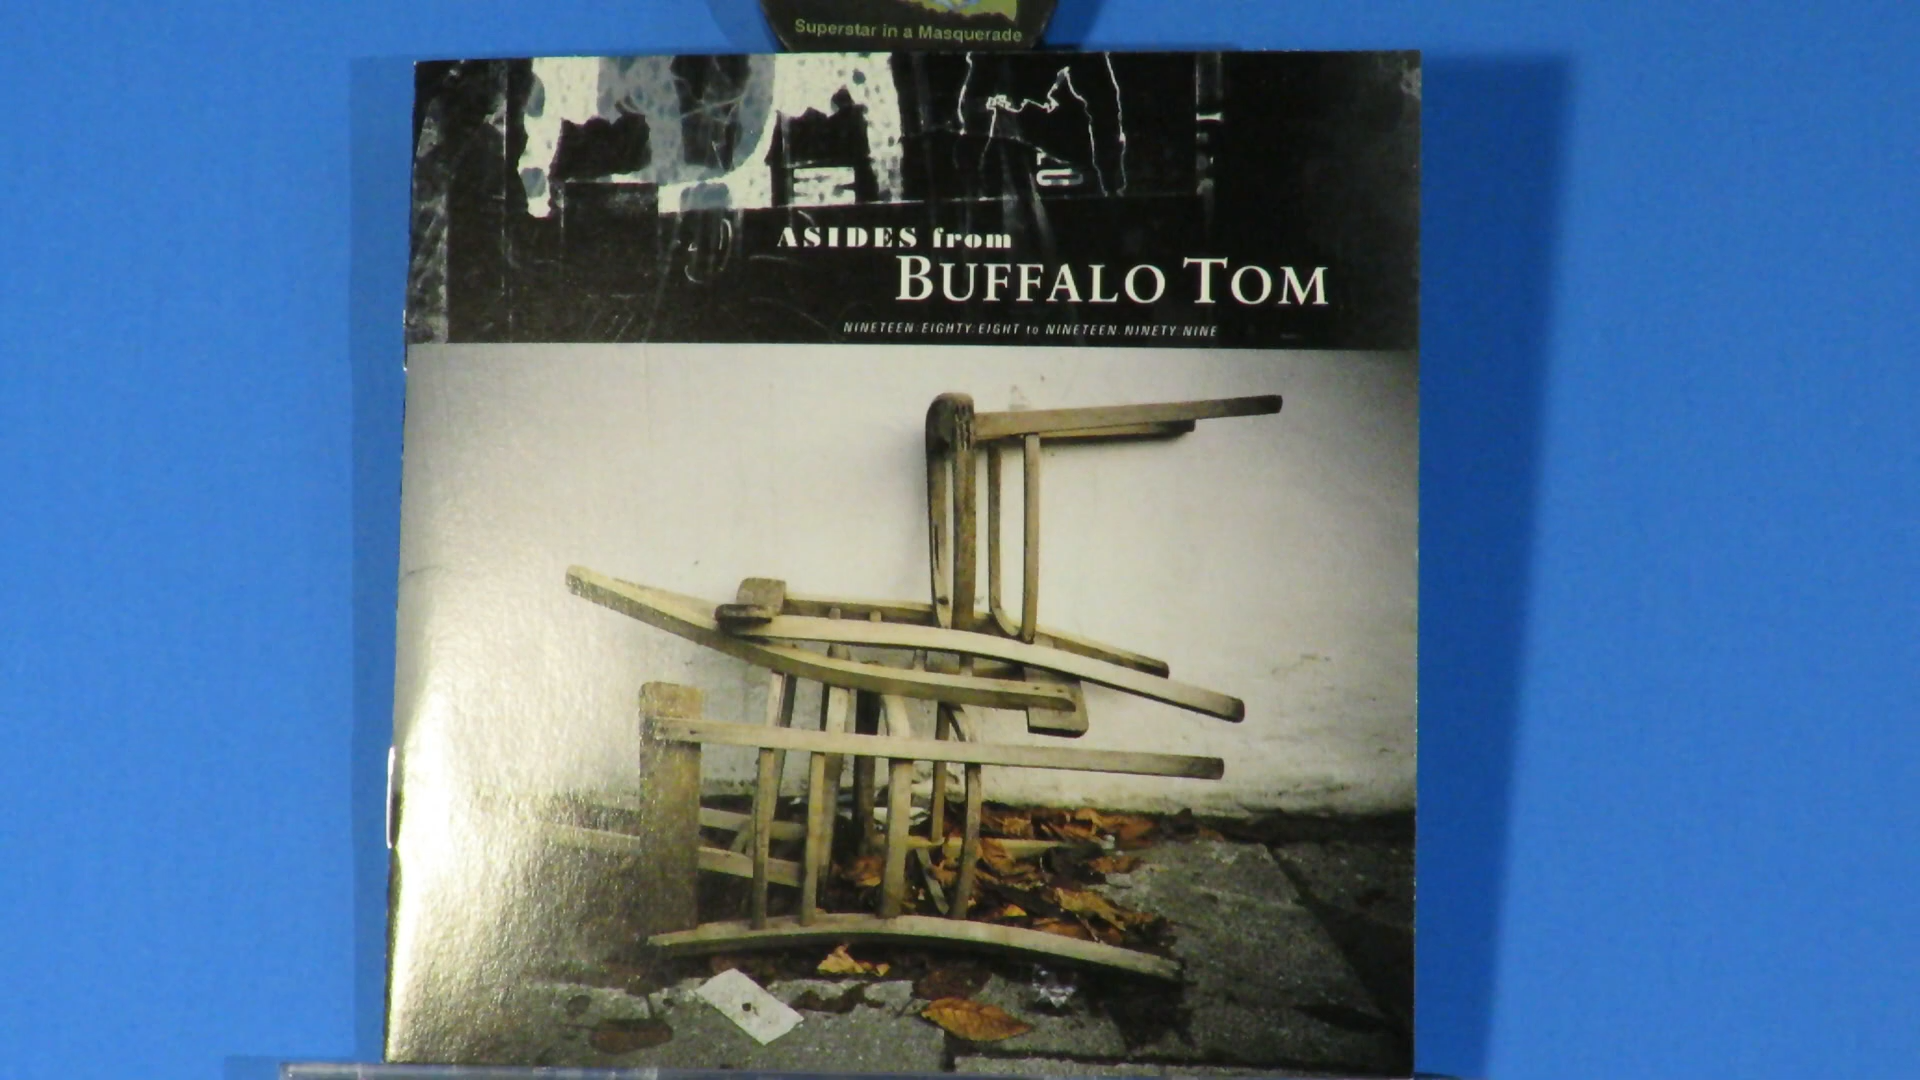 Superstar in a Masquerade
ASIDES from
BUFFALO TOM
NINETEEN EIGHTY EIGHT to NINETEEN NINETY NINE